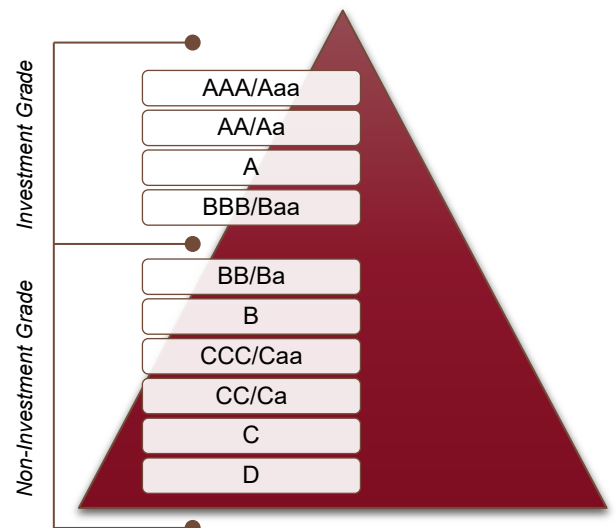 Investment Grade
AAA/Aaa
AA/Aa
A
BBB/Baa
Non-Investment Grade
BB/Ba
B
CCC/Caa
CC/Ca
C
D